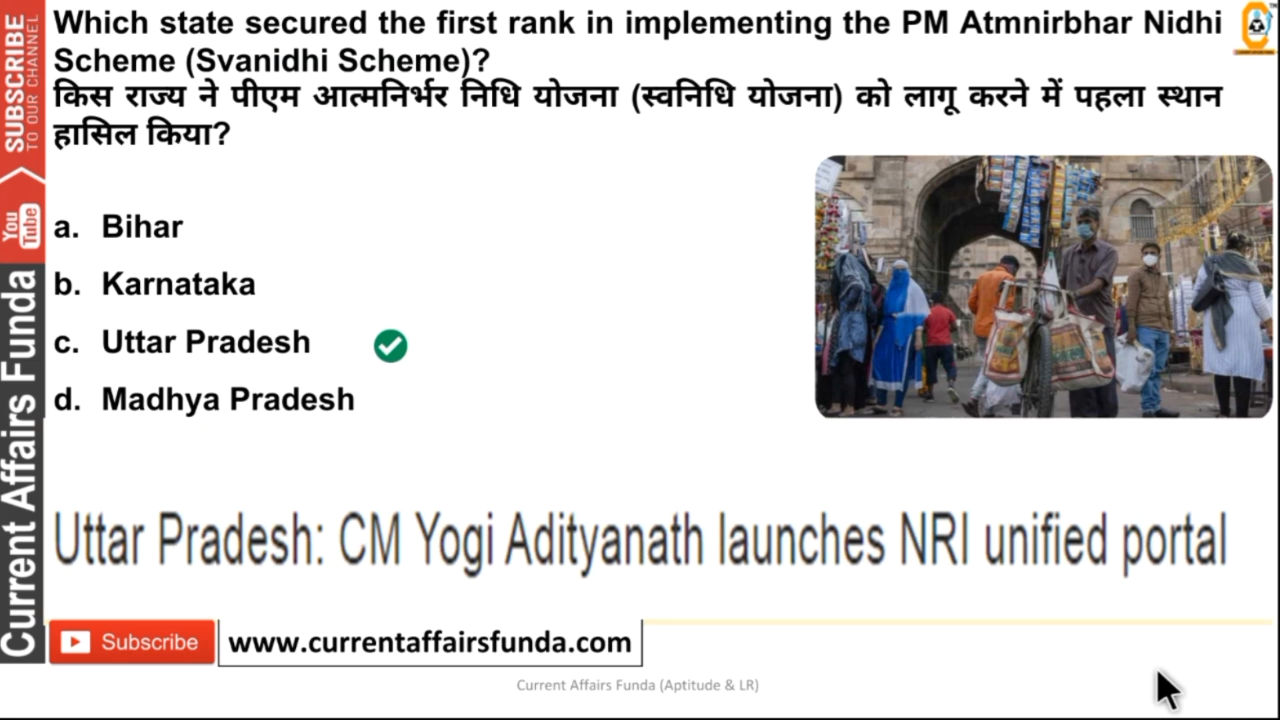 Which state secured the first rank in implementing the PM Atmnirbhar Nidhi
Scheme (Svanidhi Scheme)?
किस राज्य ने पीएम आत्मनिर्भर निधि योजना (स्वनिधि योजना) को लागू करने में पहला स्थान
हासिल किया?
a. Bihar
b. Karnataka
c. Uttar Pradesh
d. Madhya Pradesh
Uttar Pradesh: CM Yogi Adityanath launches NRI unified portal
Subscribe
www.currentaffairsfunda.com
Current Affairs Funda (Aptitude & LR)
SUBSCRIBE
TO OUR CHANNEL
You
Tube
Current Affairs Funda